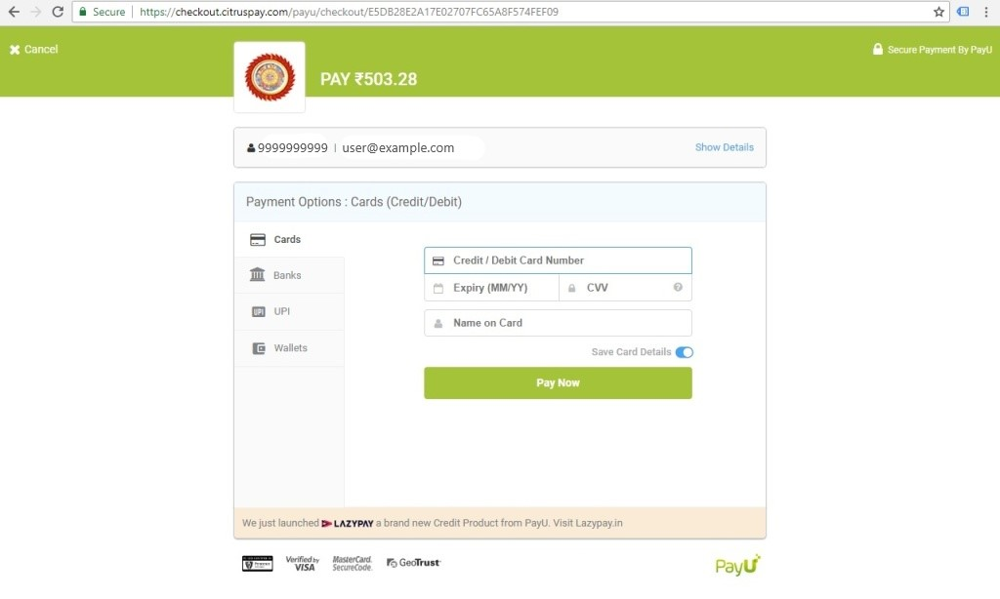 Secure https://checkout.citruspay.com/payu/checkout/E5DB28E2A17E02707FC65A8F574FEF09
Cancel
PAY ₹503.28
Secure Payment By PayU
9999999999 | user@example.com
Show Details
Payment Options : Cards (Credit/Debit)
Cards
Banks
UPI
Wallets
Credit / Debit Card Number
Expiry (MM/YY)
CVV
Name on Card
Save Card Details
Pay Now
We just launched LAZYPAY a brand new Credit Product from PayU. Visit Lazypay.in
Verified by
VISA
MasterCard.
SecureCode.
GeoTrust
PayU